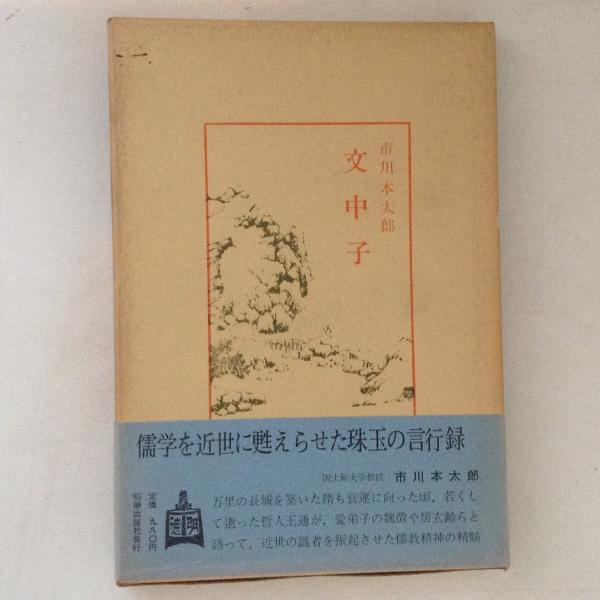 市川本太郎
文中子
儒学を近世に甦えらせた珠玉の言行録
国士舘大学教授 市川本太郎
万里の長城を築いた隋も衰運に向った頃，若くし
て逝った哲人王通が，愛弟子の魏徴や房玄齢らと
語って，近世の識者を振起させた儒教精神の精髄
明徳
定価 九八〇円
明徳出版社発行